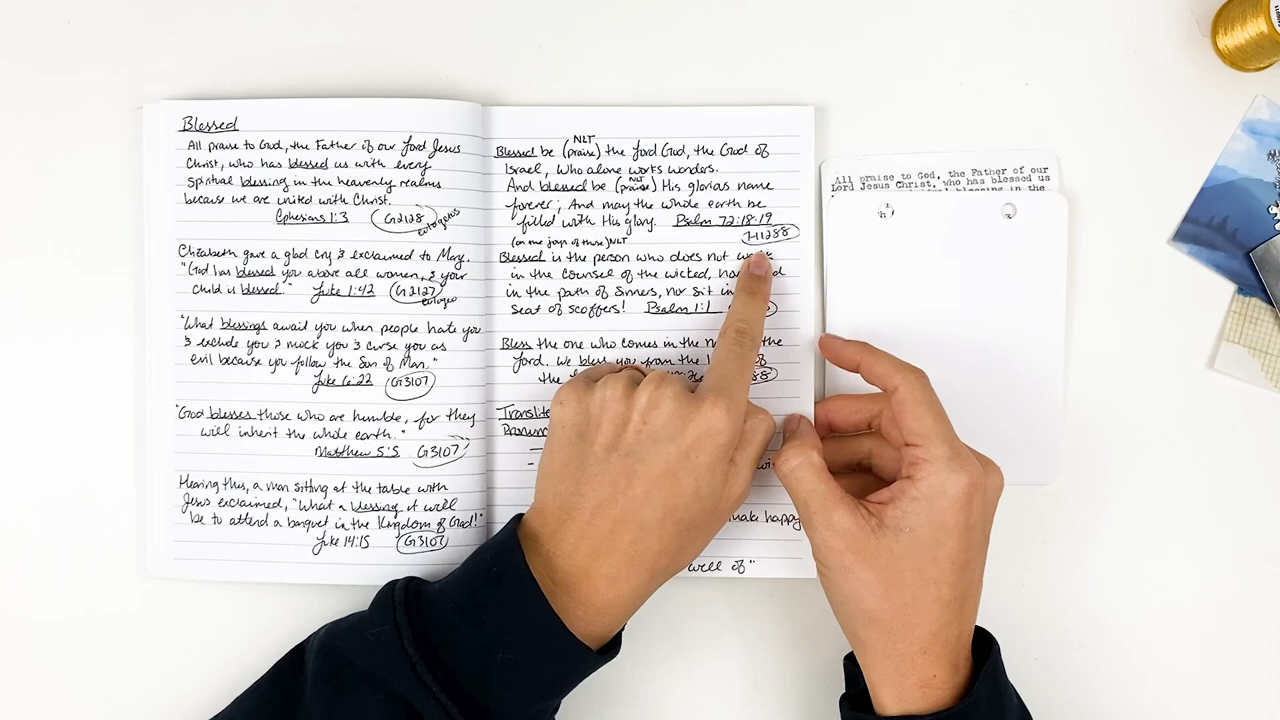 Blessed
All praise to God, the Father of our Lord Jesus
Christ, who has blessed us with every
spiritual blessing in the heavenly realms
because we are united with Christ.
Ephesians 1:3 G2128
eulogetos
Elizabeth gave a glad cry & exclaimed to Mary,
"God has blessed you above all women, & your
child is blessed." Luke 1:42 G2127
eulogeo
"What blessings await you when people hate you
& exclude you & mock you & curse you as
evil because you follow the Son of Man."
Luke 6:22 G3107
"God blesses those who are humble, for they
will inherit the whole earth."
Matthew 5:5 G3107
Hearing this, a man sitting at the table with
Jesus exclaimed, "What a blessing it will
be to attend a banquet in the Kingdom of God!"
Luke 14:15 G3107
NLT
Blessed be (praise) the Lord God, the God of
Israel, who alone works wonders.
NLT
And blessed be (praise) His glorious name
forever; And may the whole earth be
filled with His glory. Psalm 72:18-19
H1288
(oh the joys of those) NLT
Blessed is the person who does not
in the counsel of the wicked,
in the path of sinners, nor sit in
seat of scoffers! Psalm 1:1
Bless the one who comes in the the
Lord. We bless you from the of
the
make happy
well of"
All praise to God, the Father of our
Lord Jesus Christ, who has blessed us
blessing in the